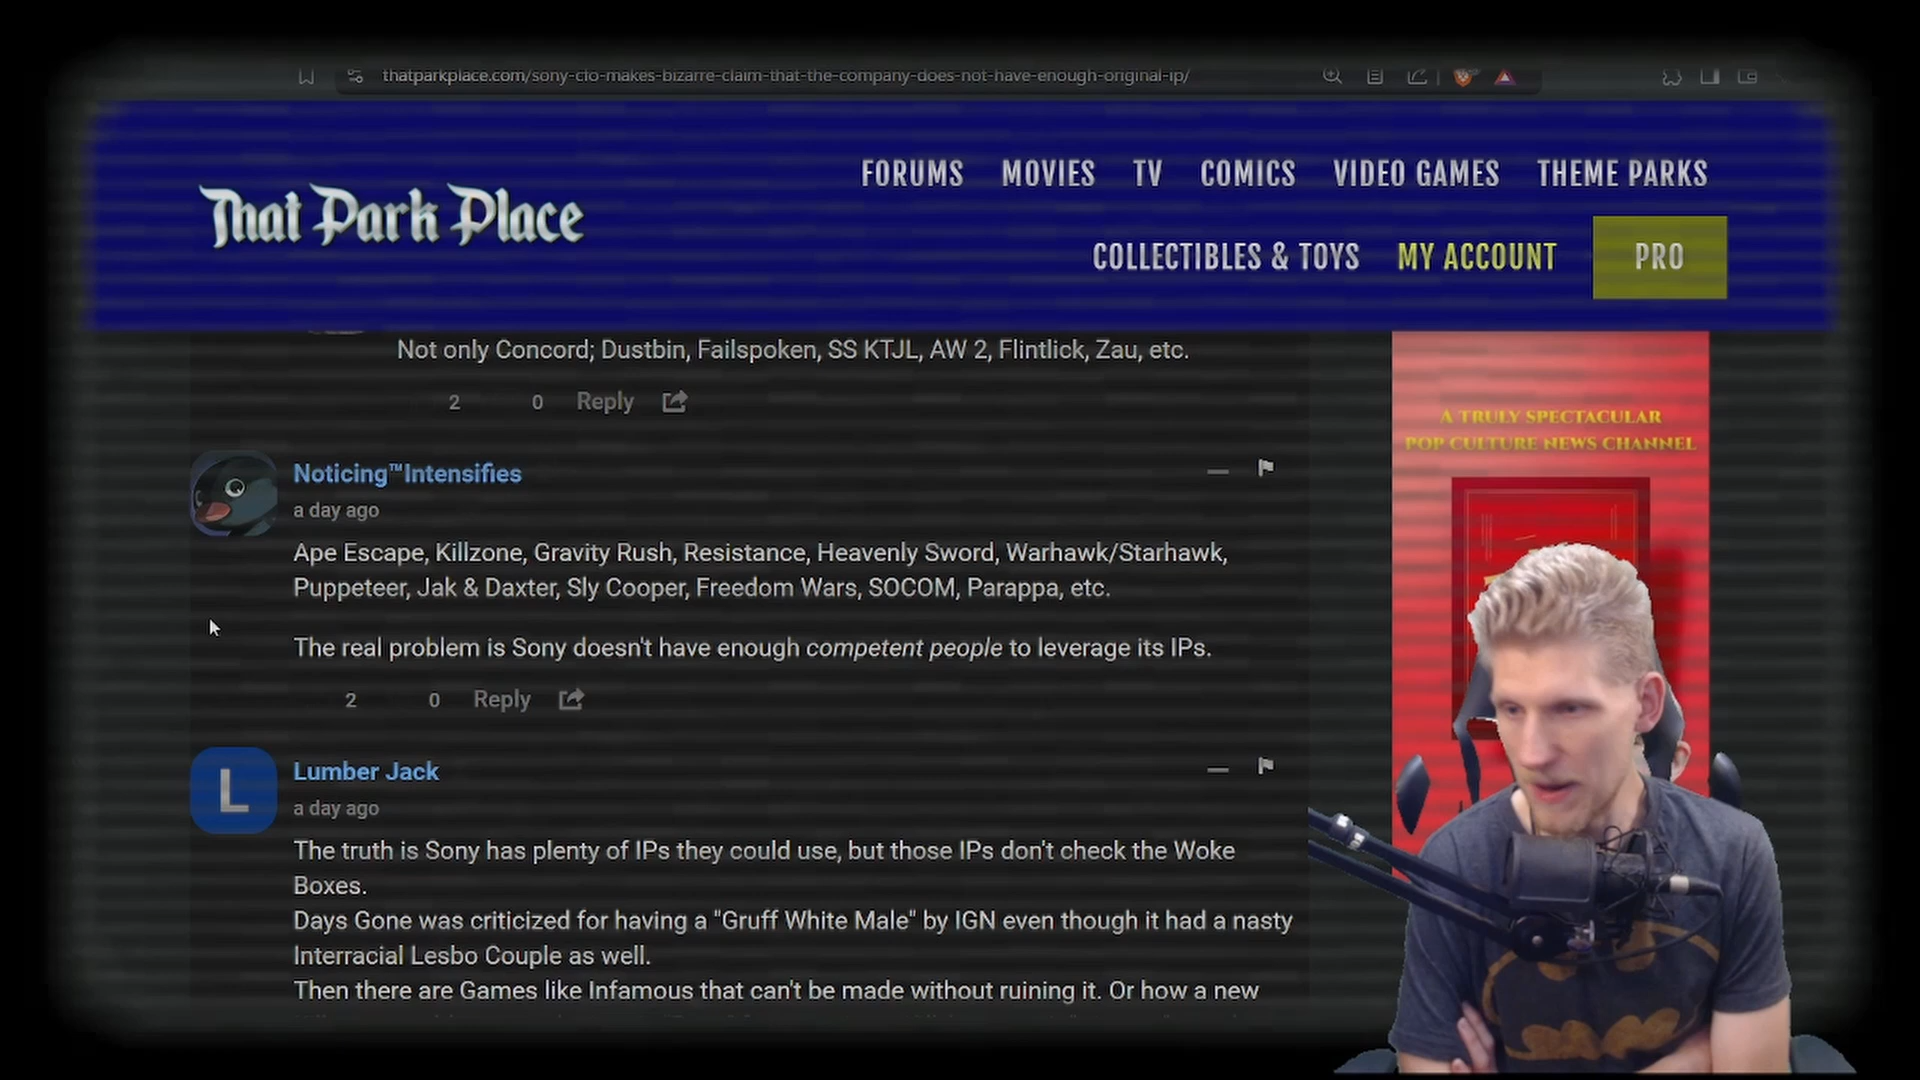 thatparkplace.com/sony-cfo-makes-bizarre-claim-that-the-company-does-not-have-enough-original-ip/
FORUMS MOVIES TV COMICS VIDEO GAMES THEME PARKS
That Park Place
COLLECTIBLES & TOYS MY ACCOUNT PRO
Not only Concord; Dustbin, Failspoken, SS KTJL, AW 2, Flintlick, Zau, etc.
2 0 Reply
A TRULY SPECTACULAR
POP CULTURE NEWS CHANNEL
Noticing™Intensifies
a day ago
Ape Escape, Killzone, Gravity Rush, Resistance, Heavenly Sword, Warhawk/Starhawk,
Puppeteer, Jak & Daxter, Sly Cooper, Freedom Wars, SOCOM, Parappa, etc.
The real problem is Sony doesn't have enough competent people to leverage its IPs.
2 0 Reply
L
Lumber Jack
a day ago
The truth is Sony has plenty of IPs they could use, but those IPs don't check the Woke
Boxes.
Days Gone was criticized for having a "Gruff White Male" by IGN even though it had a nasty
Interracial Lesbo Couple as well.
Then there are Games like Infamous that can't be made without ruining it. Or how a new